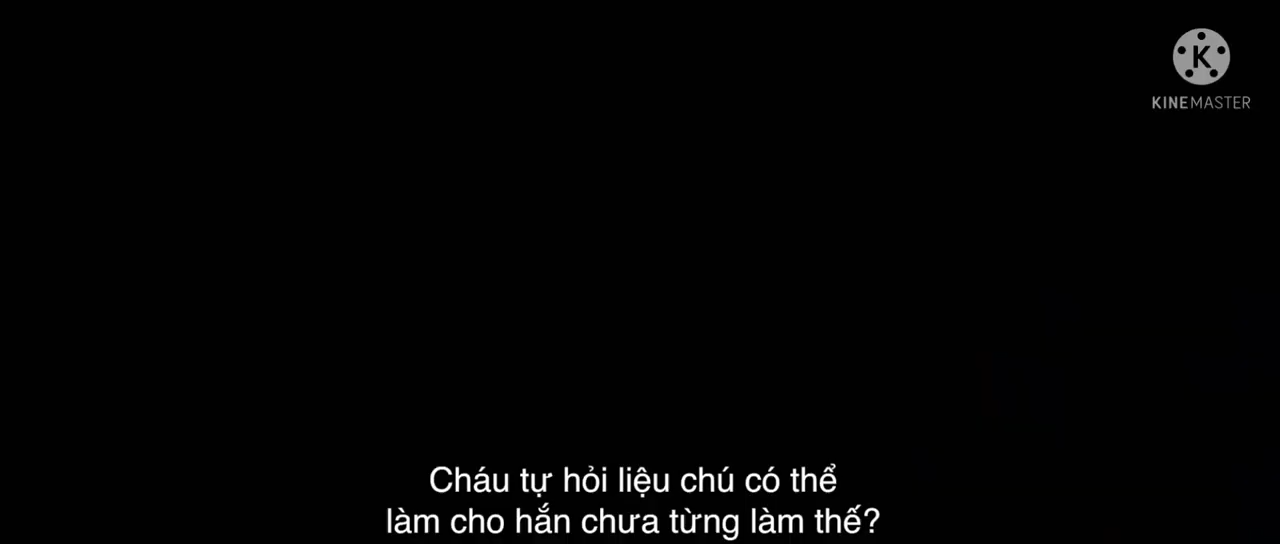 K
KINEMASTER
Cháu tự hỏi liệu chú có thể
làm cho hắn chưa từng làm thế?